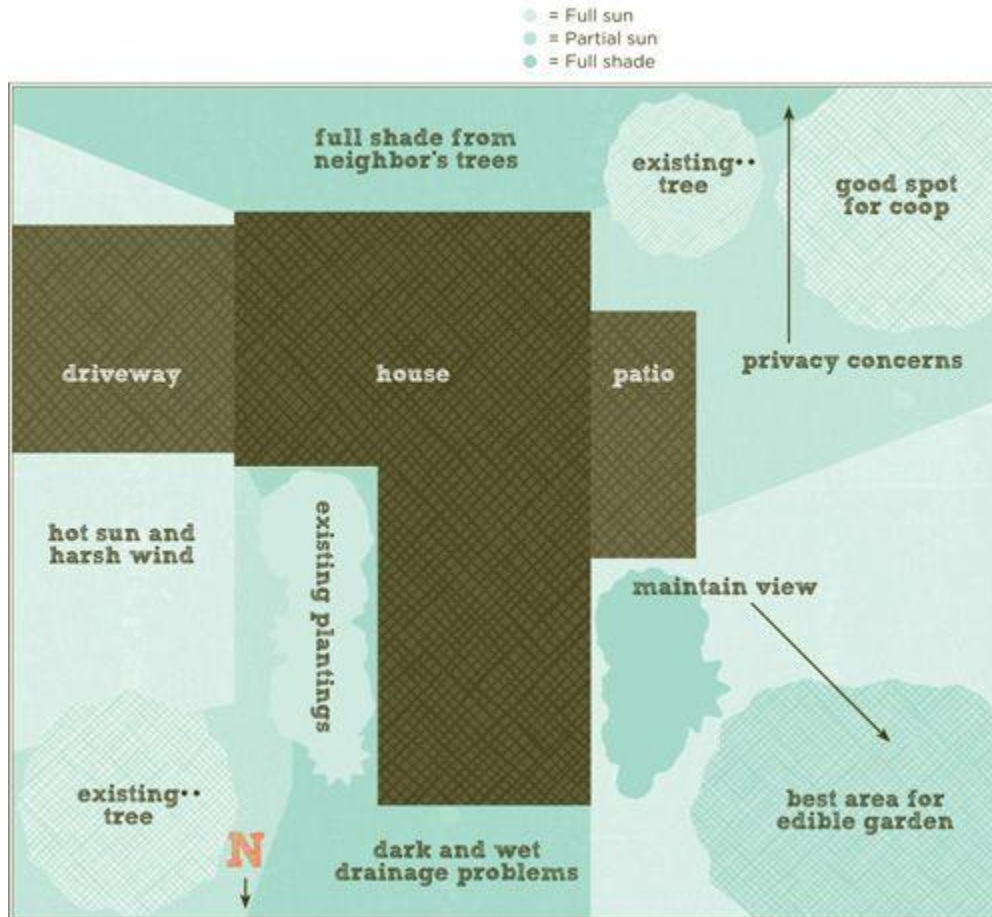 = Full sun
= Partial sun
= Full shade
full shade from
neighbor's trees
existing••
tree
good spot
for coop
driveway
house
patio
privacy concerns
hot sun and
harsh wind
existing plantings
maintain view
existing••
tree
best area for
edible garden
N
dark and wet
drainage problems